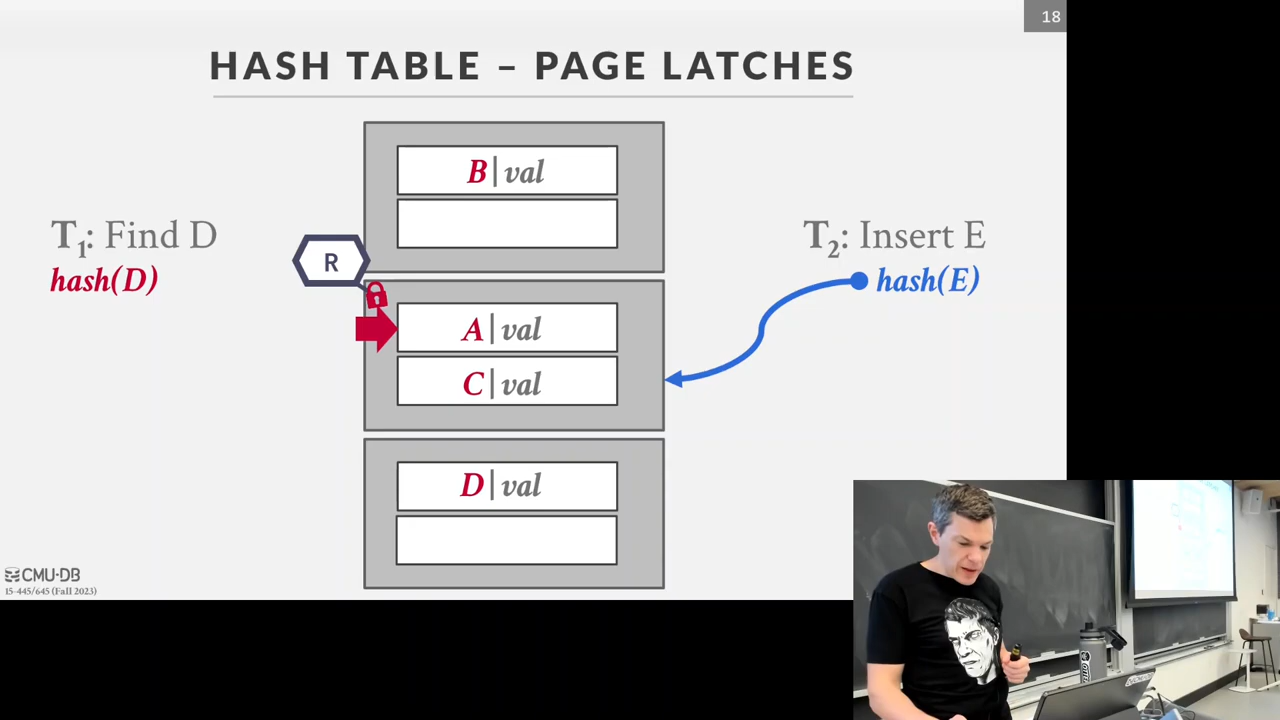 18
HASH TABLE – PAGE LATCHES
B|val
T1: Find D
hash(D)
R
T2: Insert E
hash(E)
A|val
C|val
D|val
CMU·DB
15-445/645 (Fall 2023)